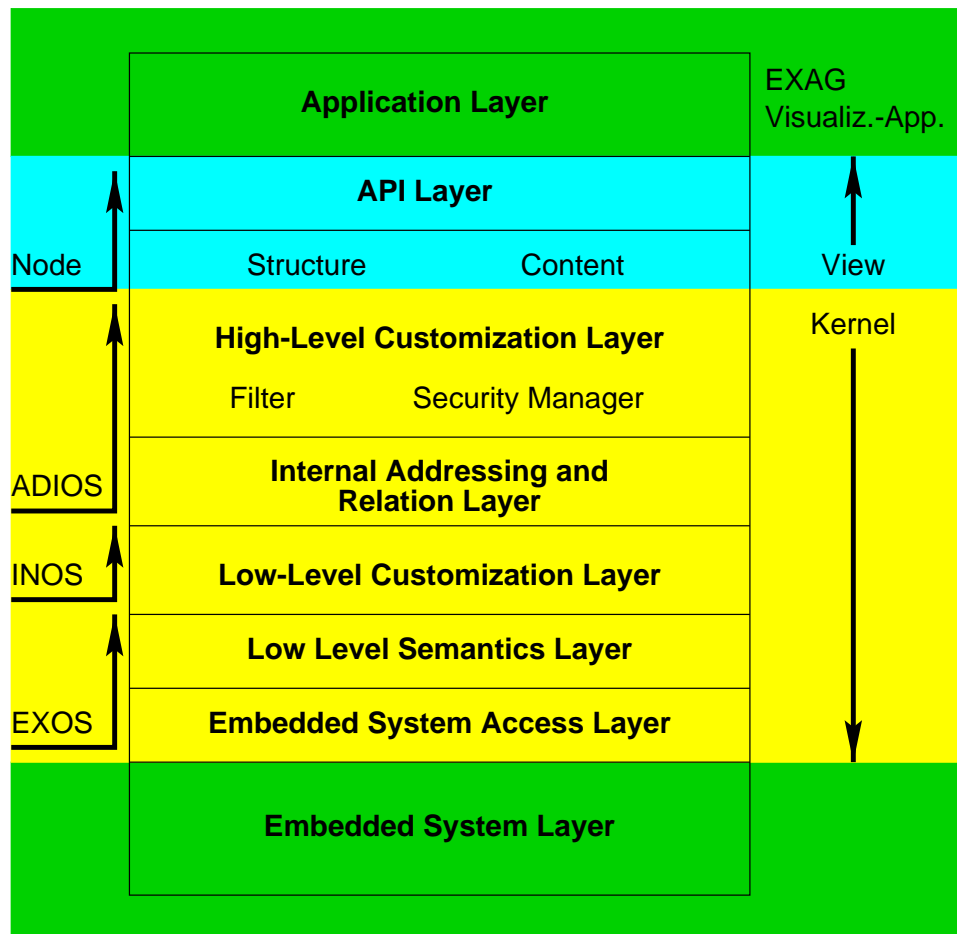 Application Layer
EXAG
Visualiz.-App.
API Layer
Node
Structure
Content
View
Kernel
High-Level Customization Layer
Filter
Security Manager
ADIOS
Internal Addressing and
Relation Layer
INOS
Low-Level Customization Layer
Low Level Semantics Layer
EXOS
Embedded System Access Layer
Embedded System Layer